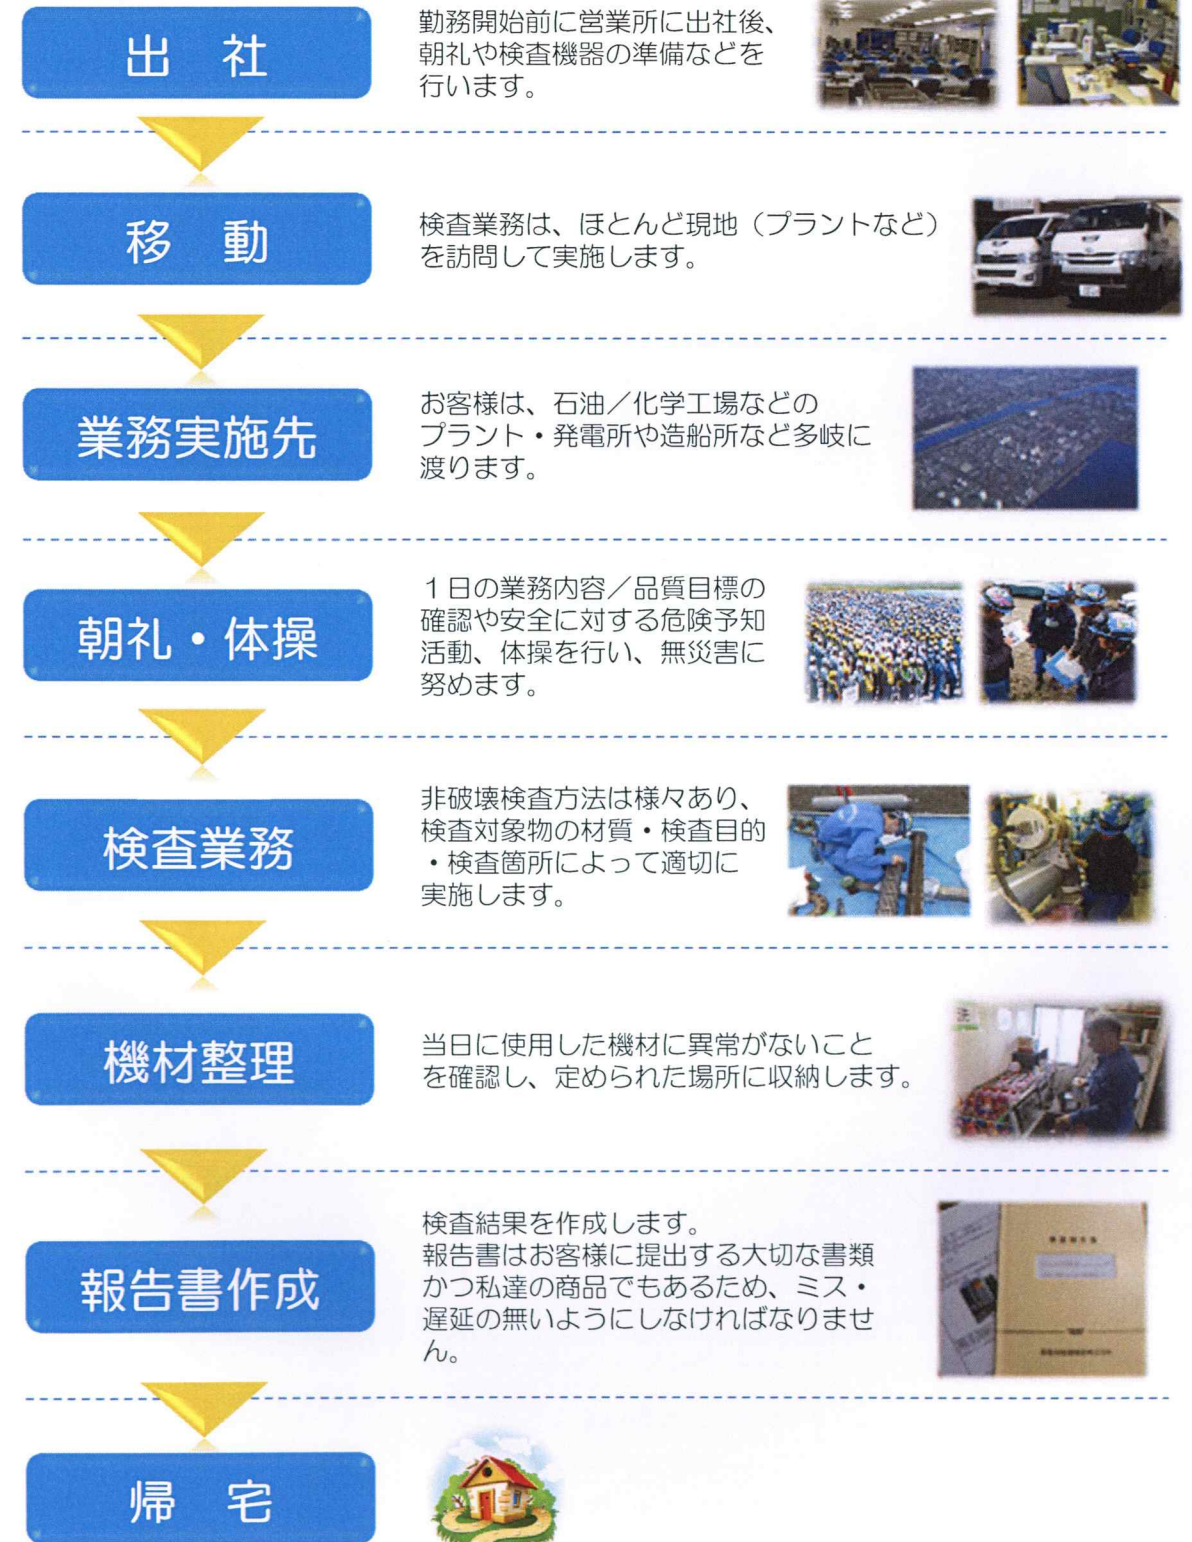 出　社
勤務開始前に営業所に出社後、
朝礼や検査機器の準備などを
行います。
移　動
検査業務は、ほとんど現地（プラントなど）
を訪問して実施します。
業務実施先
お客様は、石油／化学工場などの
プラント・発電所や造船所など多岐に
渡ります。
朝礼・体操
１日の業務内容／品質目標の
確認や安全に対する危険予知
活動、体操を行い、無災害に
努めます。
検査業務
非破壊検査方法は様々あり、
検査対象物の材質・検査目的
・検査箇所によって適切に
実施します。
機材整理
当日に使用した機材に異常がないこと
を確認し、定められた場所に収納します。
洗
報告書作成
検査結果を作成します。
報告書はお客様に提出する大切な書類
かつ私達の商品でもあるため、ミス・
遅延の無いようにしなければなりませ
ん。
帰　宅